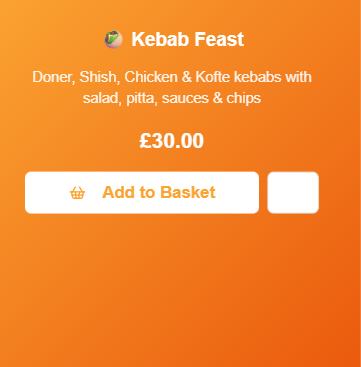 🥙 Kebab Feast
Doner, Shish, Chicken & Kofte kebabs with
salad, pitta, sauces & chips
£30.00
Add to Basket